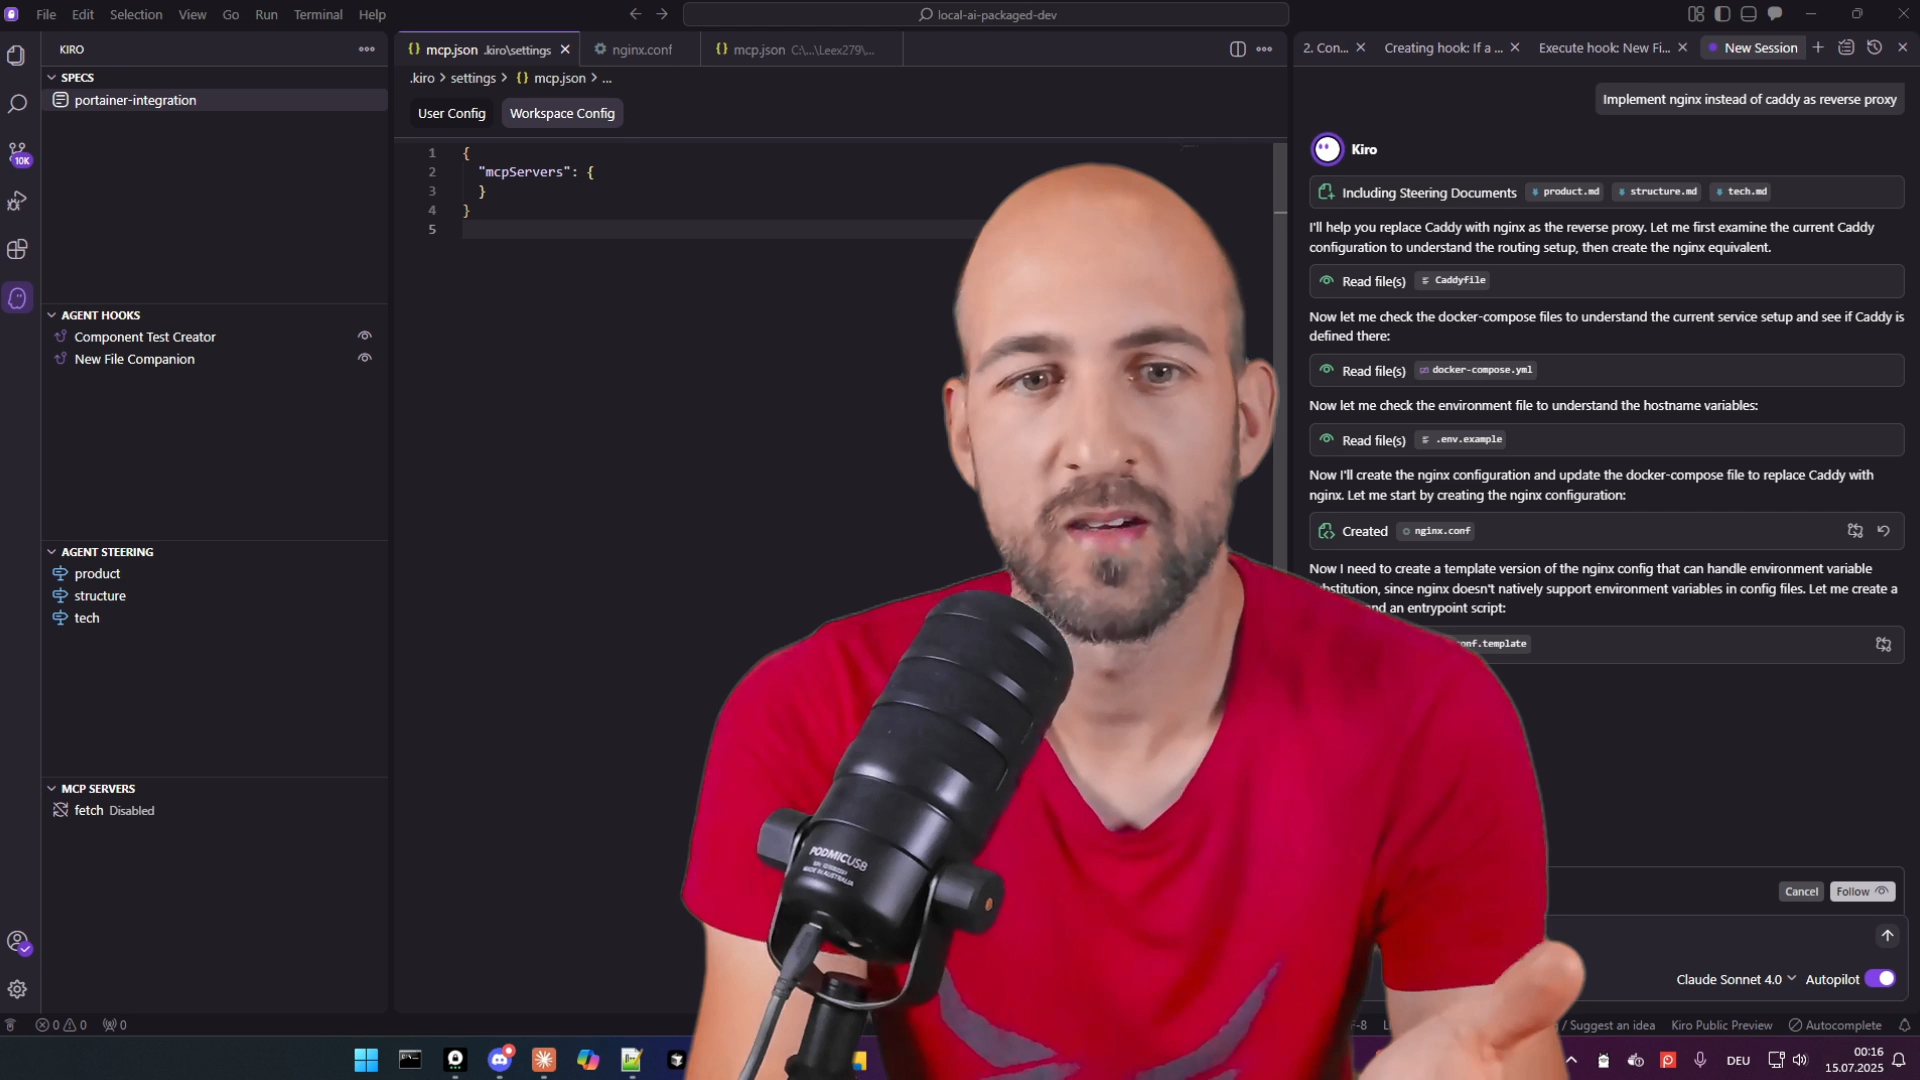 File Edit Selection View Go Run Terminal Help
local-ai-packaged-dev
KIRO
SPECS
portainer-integration
10K
AGENT HOOKS
Component Test Creator
New File Companion
AGENT STEERING
product
structure
tech
MCP SERVERS
fetch Disabled
mcp.json .kiro\settings
nginx.conf
mcp.json C:\...\Leex279\...
.kiro > settings > {} mcp.json > ...
User Config Workspace Config
1 {
2 "mcpServers": {
3 }
4 }
5
2. Con... Creating hook: If a ... Execute hook: New Fi... New Session
Implement nginx instead of caddy as reverse proxy
Kiro
Including Steering Documents product.md structure.md tech.md
I'll help you replace Caddy with nginx as the reverse proxy. Let me first examine the current Caddy
configuration to understand the routing setup, then create the nginx equivalent.
Read file(s) Caddyfile
Now let me check the docker-compose files to understand the current service setup and see if Caddy is
defined there:
Read file(s) docker-compose.yml
Now let me check the environment file to understand the hostname variables:
Read file(s) .env.example
Now I'll create the nginx configuration and update the docker-compose file to replace Caddy with
nginx. Let me start by creating the nginx configuration:
Created nginx.conf
Now I need to create a template version of the nginx config that can handle environment variable
bstitution, since nginx doesn't natively support environment variables in config files. Let me create a
and an entrypoint script:
onf.template
Cancel Follow
Claude Sonnet 4.0 Autopilot
PODMICUSB
MADE IN AUSTRALIA
0 0 0
/ Suggest an idea Kiro Public Preview Autocomplete
DEU
00:16
15.07.2025